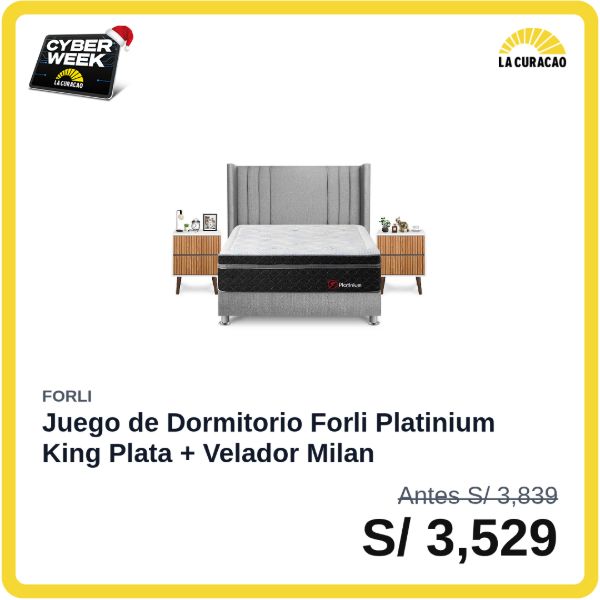 CYBER
WEEK
LA CURACAO
LA CURACAO
Platinium
FORLI
Juego de Dormitorio Forli Platinium
King Plata + Velador Milan
Antes S/ 3,839
S/ 3,529